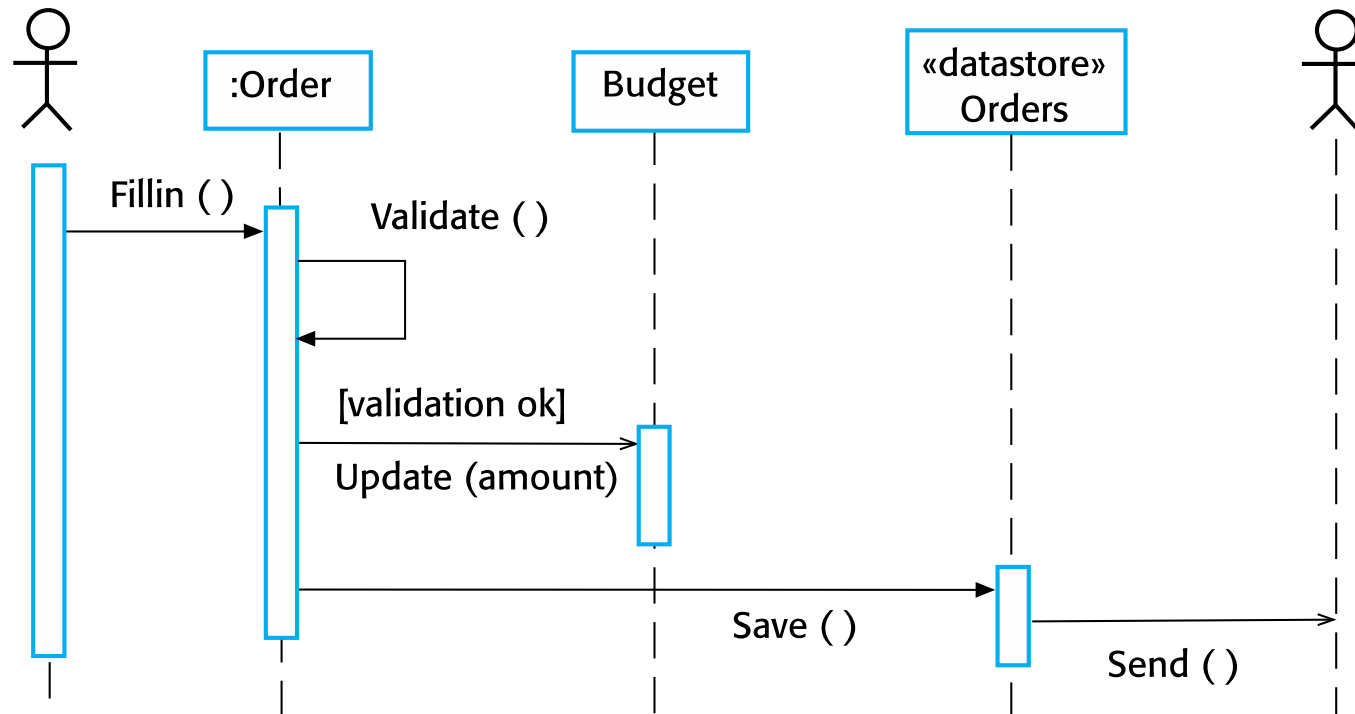 :Order
Budget
«datastore»
Orders
Fillin ( )
Validate ( )
[validation ok]
Update (amount)
Save ( )
Send ( )